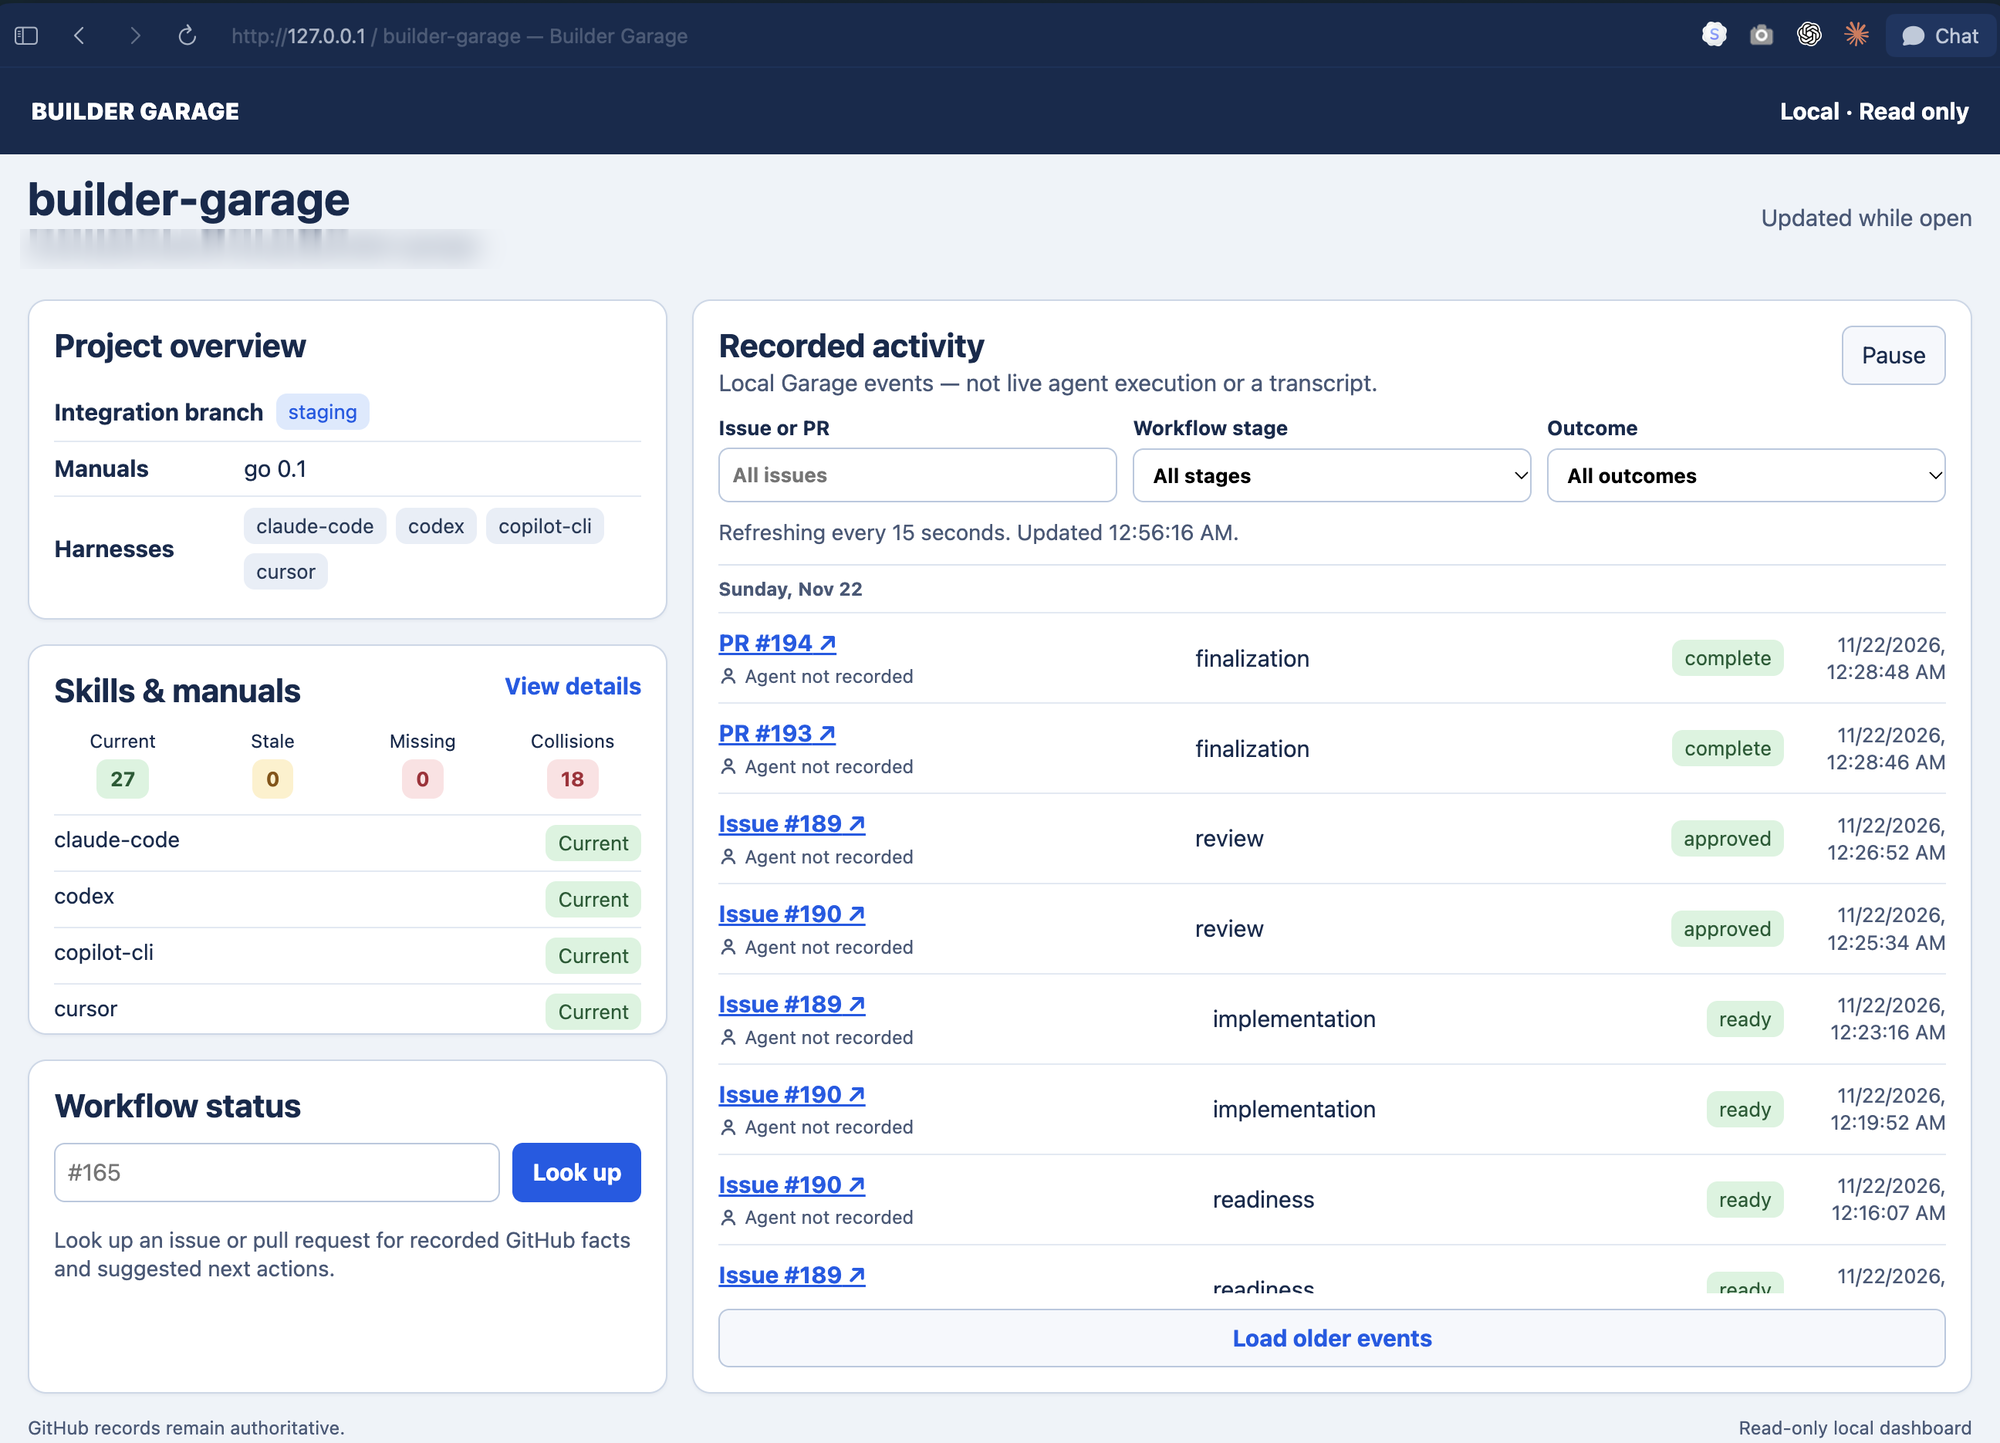 http://127.0.0.1 / builder-garage — Builder Garage
S
Chat
BUILDER GARAGE
Local · Read only
builder-garage
Updated while open
Project overview
Integration branch staging
Manuals go 0.1
Harnesses claude-code codex copilot-cli
cursor
Skills & manuals View details
Current Stale Missing Collisions
27 0 0 18
claude-code Current
codex Current
copilot-cli Current
cursor Current
Workflow status
#165 Look up
Look up an issue or pull request for recorded GitHub facts
and suggested next actions.
Recorded activity
Pause
Local Garage events — not live agent execution or a transcript.
Issue or PR Workflow stage Outcome
All issues All stages All outcomes
Refreshing every 15 seconds. Updated 12:56:16 AM.
Sunday, Nov 22
PR #194 ↗
Agent not recorded
finalization
complete
11/22/2026,
12:28:48 AM
PR #193 ↗
Agent not recorded
finalization
complete
11/22/2026,
12:28:46 AM
Issue #189 ↗
Agent not recorded
review
approved
11/22/2026,
12:26:52 AM
Issue #190 ↗
Agent not recorded
review
approved
11/22/2026,
12:25:34 AM
Issue #189 ↗
Agent not recorded
implementation
ready
11/22/2026,
12:23:16 AM
Issue #190 ↗
Agent not recorded
implementation
ready
11/22/2026,
12:19:52 AM
Issue #190 ↗
Agent not recorded
readiness
ready
11/22/2026,
12:16:07 AM
Issue #189 ↗
readiness
ready
11/22/2026,
Load older events
GitHub records remain authoritative.
Read-only local dashboard